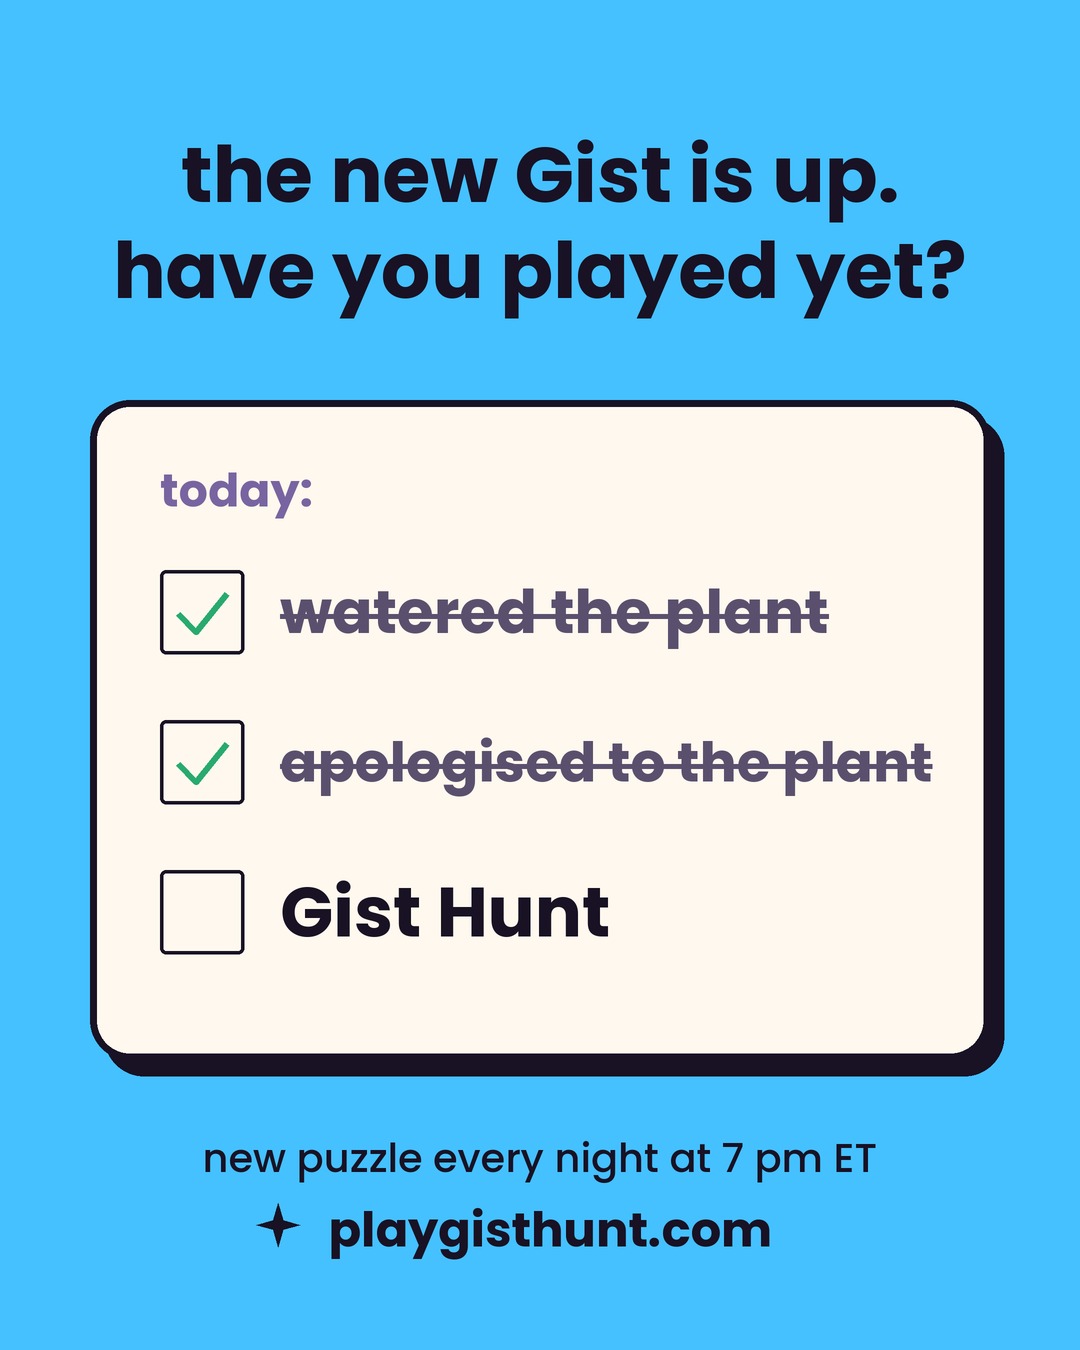 the new Gist is up.
have you played yet?
today:
watered the plant
apologised to the plant
Gist Hunt
new puzzle every night at 7 pm ET
playgisthunt.com